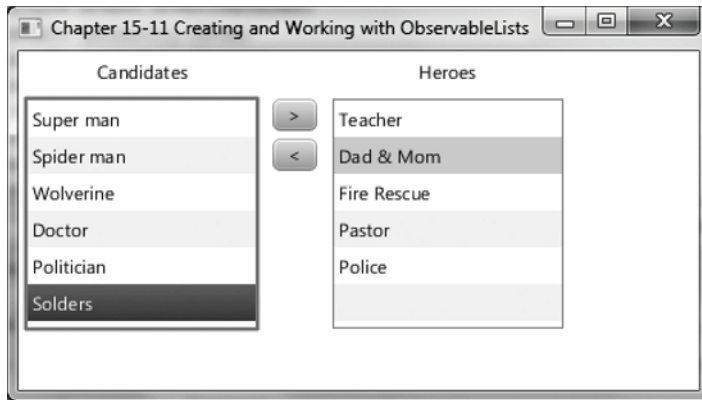 Chapter 15-11 Creating and Working with ObservableLists
Candidates
Heroes
Super man
Spider man
Wolverine
Doctor
Politician
Solders
>
<
Teacher
Dad & Mom
Fire Rescue
Pastor
Police